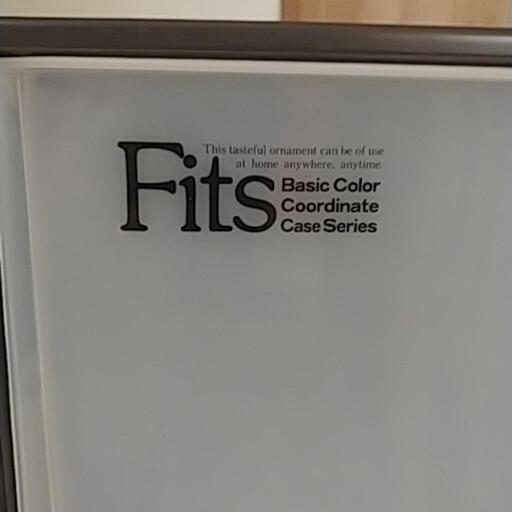 This tasteful ornament can be of use
at home anywhere, anytime.
Fits
Basic Color
Coordinate
Case Series